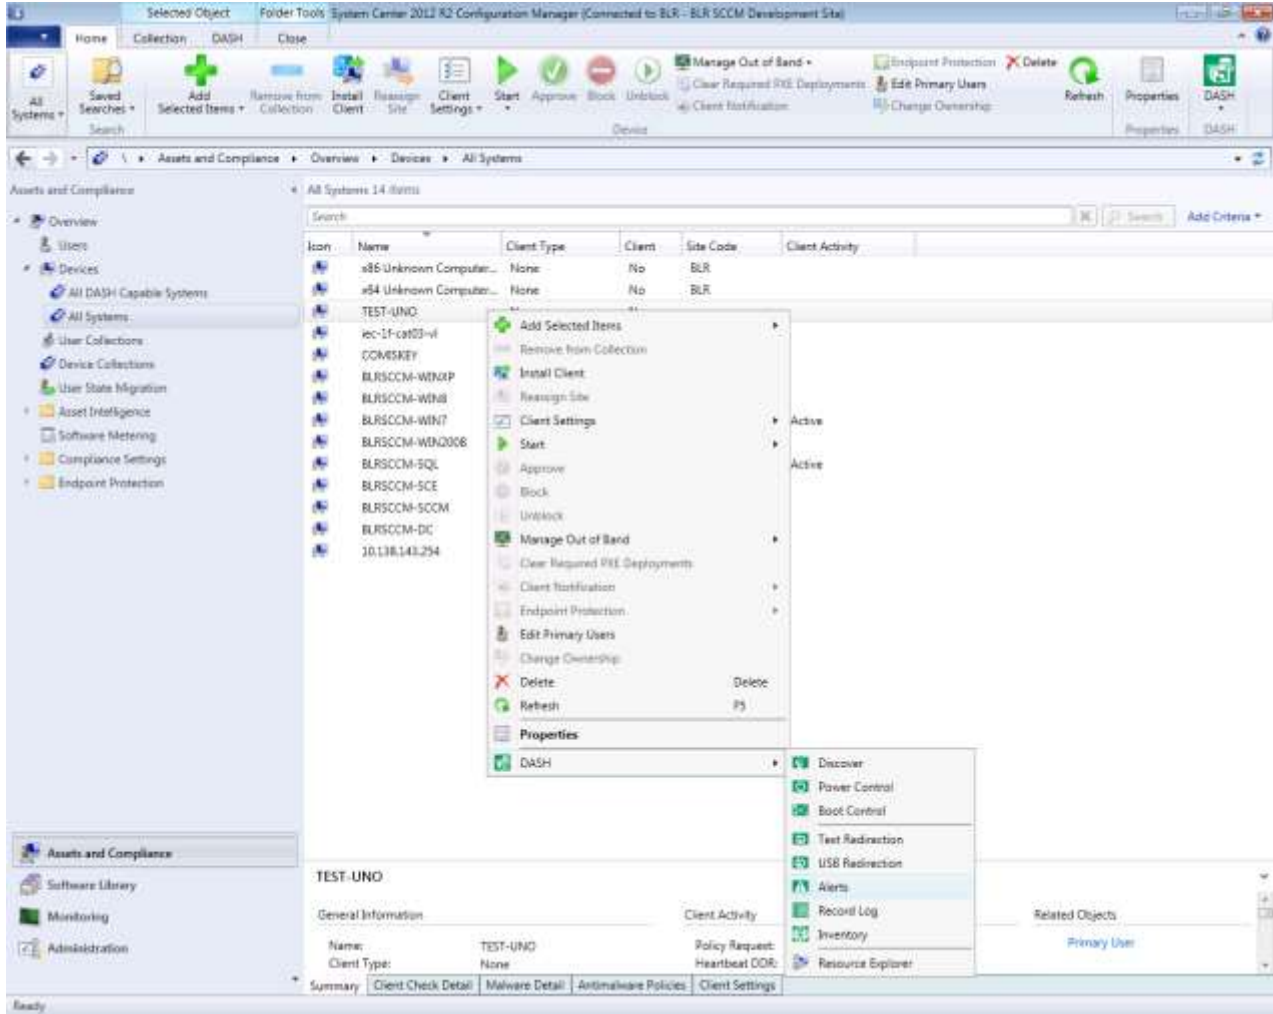 Selected Object Folder Tools System Center 2012 R2 Configuration Manager (Connected to BLR - BLR SCCM Development Site)
Home Collection DASH Close
All Systems
Saved Searches
Search
Add Selected Items
Remove from Collection
Install Client
Reassign Site
Client Settings
Start
Approve
Block
Unblock
Manage Out of Band
Clear Required PXE Deployments
Client Notification
Device
Endpoint Protection
Edit Primary Users
Change Ownership
Delete
Refresh
Properties
Properties
DASH
DASH
\ Assets and Compliance Overview Devices All Systems
Assets and Compliance
Overview
Users
Devices
All DASH Capable Systems
All Systems
User Collections
Device Collections
User State Migration
Asset Intelligence
Software Metering
Compliance Settings
Endpoint Protection
Assets and Compliance
Software Library
Monitoring
Administration
All Systems 14 items
Search Search Add Criteria
Icon Name Client Type Client Site Code Client Activity
x86 Unknown Computer... None No BLR
x64 Unknown Computer... None No BLR
TEST-UNO
iec-1f-cat03-vl
COMISKEY
BLRSCCM-WINXP
BLRSCCM-WIN8
BLRSCCM-WIN7 Active
BLRSCCM-WIN2008
BLRSCCM-SQL Active
BLRSCCM-SCE
BLRSCCM-SCCM
BLRSCCM-DC
10.138.143.254
Add Selected Items
Remove from Collection
Install Client
Reassign Site
Client Settings
Start
Approve
Block
Unblock
Manage Out of Band
Clear Required PXE Deployments
Client Notification
Endpoint Protection
Edit Primary Users
Change Ownership
Delete Delete
Refresh F5
Properties
DASH
Discover
Power Control
Boot Control
Text Redirection
USB Redirection
Alerts
Record Log
Inventory
Resource Explorer
TEST-UNO
General Information Client Activity Related Objects
Name: TEST-UNO Policy Request: Primary User
Client Type: None Heartbeat DDR:
Summary Client Check Detail Malware Detail Antimalware Policies Client Settings
Ready